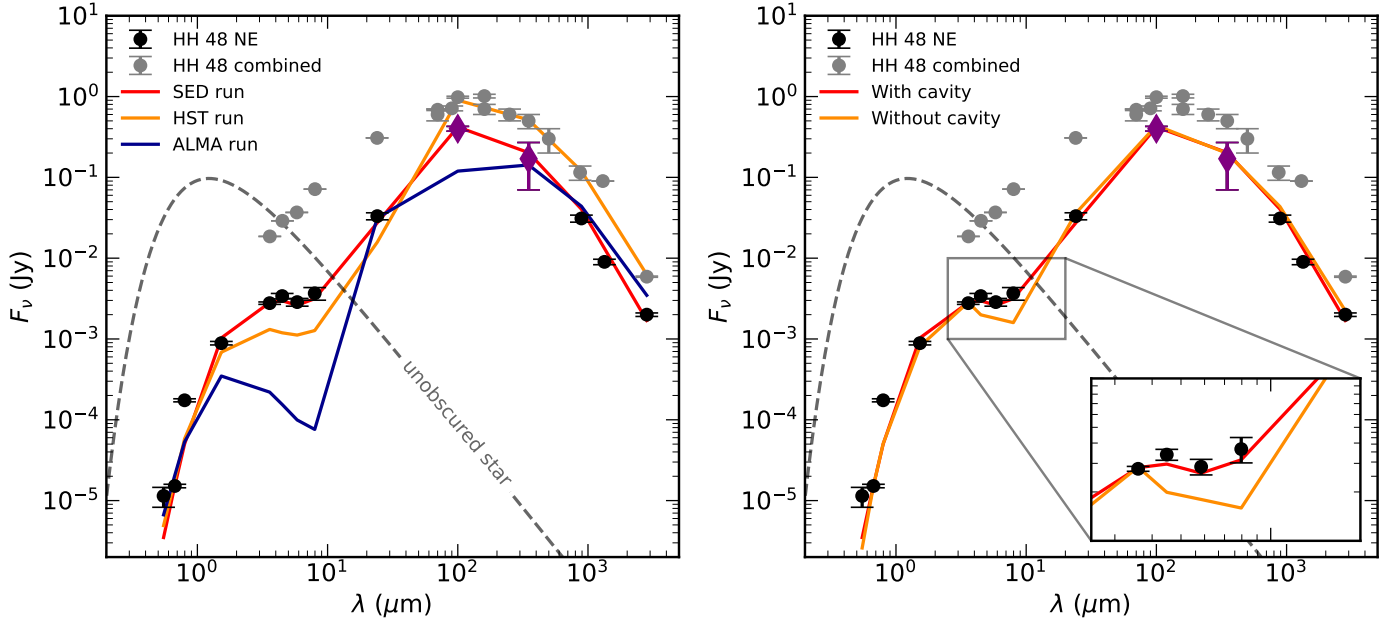 HH 48 NE
HH 48 combined
SED run
HST run
ALMA run
unobscured star
10^1
10^0
10^-1
10^-2
10^-3
10^-4
10^-5
F_ν (Jy)
10^0 10^1 10^2 10^3
λ (μm)
HH 48 NE
HH 48 combined
With cavity
Without cavity
10^1
10^0
10^-1
10^-2
10^-3
10^-4
10^-5
F_ν (Jy)
10^0 10^1 10^2 10^3
λ (μm)